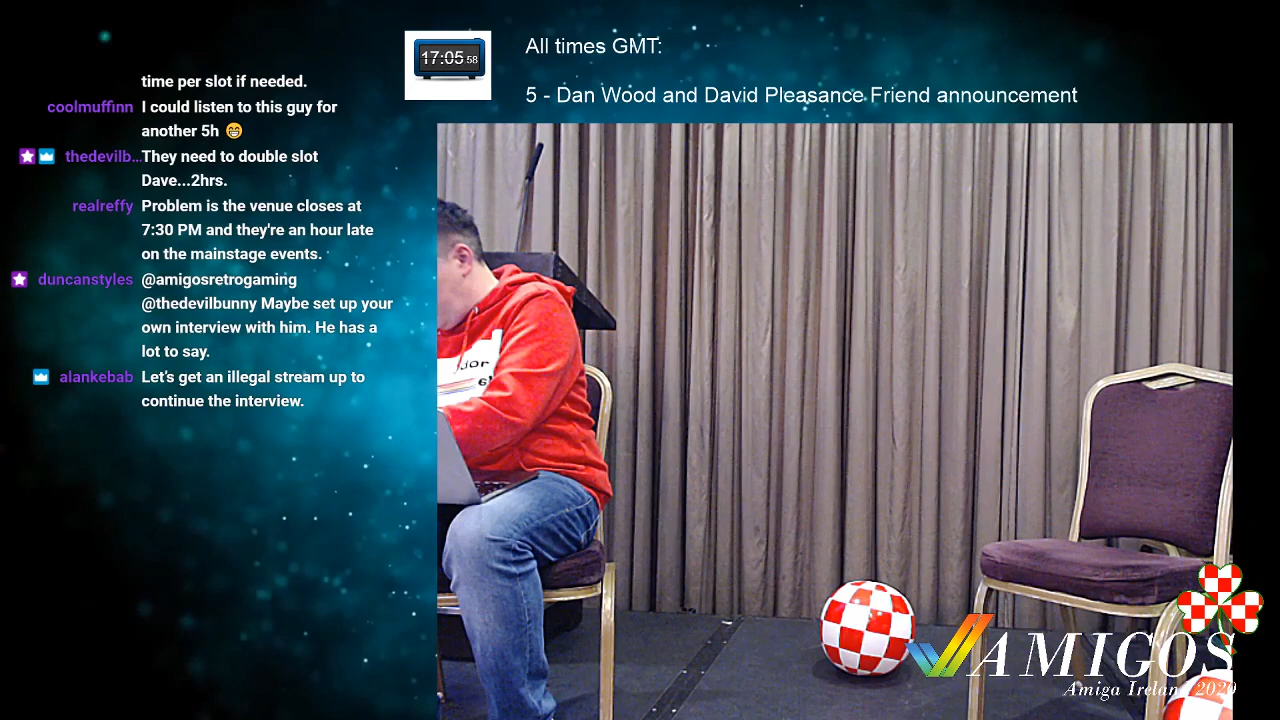 time per slot if needed.
coolmuffinn I could listen to this guy for
another 5h 😁
thedevilb... They need to double slot
Dave...2hrs.
realreffy Problem is the venue closes at
7:30 PM and they're an hour late
on the mainstage events.
duncanstyles @amigosretrogaming
@thedevilbunny Maybe set up your
own interview with him. He has a
lot to say.
alankebab Let's get an illegal stream up to
continue the interview.
17:05 58
All times GMT:
5 - Dan Wood and David Pleasance Friend announcement
AMIGOS
Amiga Ireland 2020